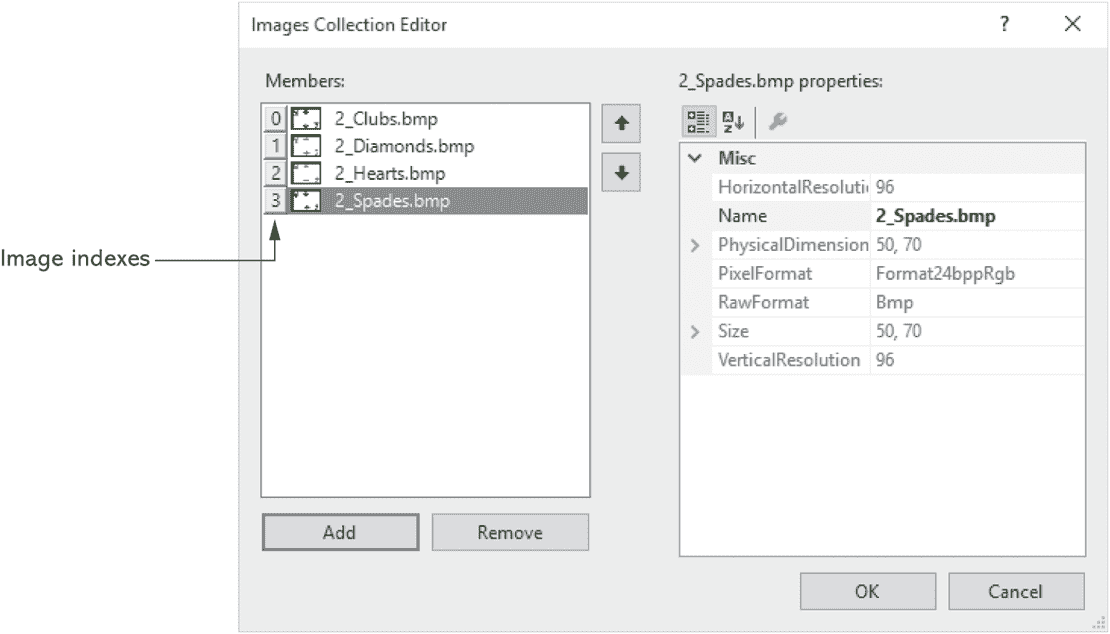 Images Collection Editor
?
Members:
0 2_Clubs.bmp
1 2_Diamonds.bmp
2 2_Hearts.bmp
3 2_Spades.bmp
Image indexes
Add Remove
2_Spades.bmp properties:
Misc
HorizontalResolutio 96
Name 2_Spades.bmp
PhysicalDimension 50, 70
PixelFormat Format24bppRgb
RawFormat Bmp
Size 50, 70
VerticalResolution 96
OK Cancel